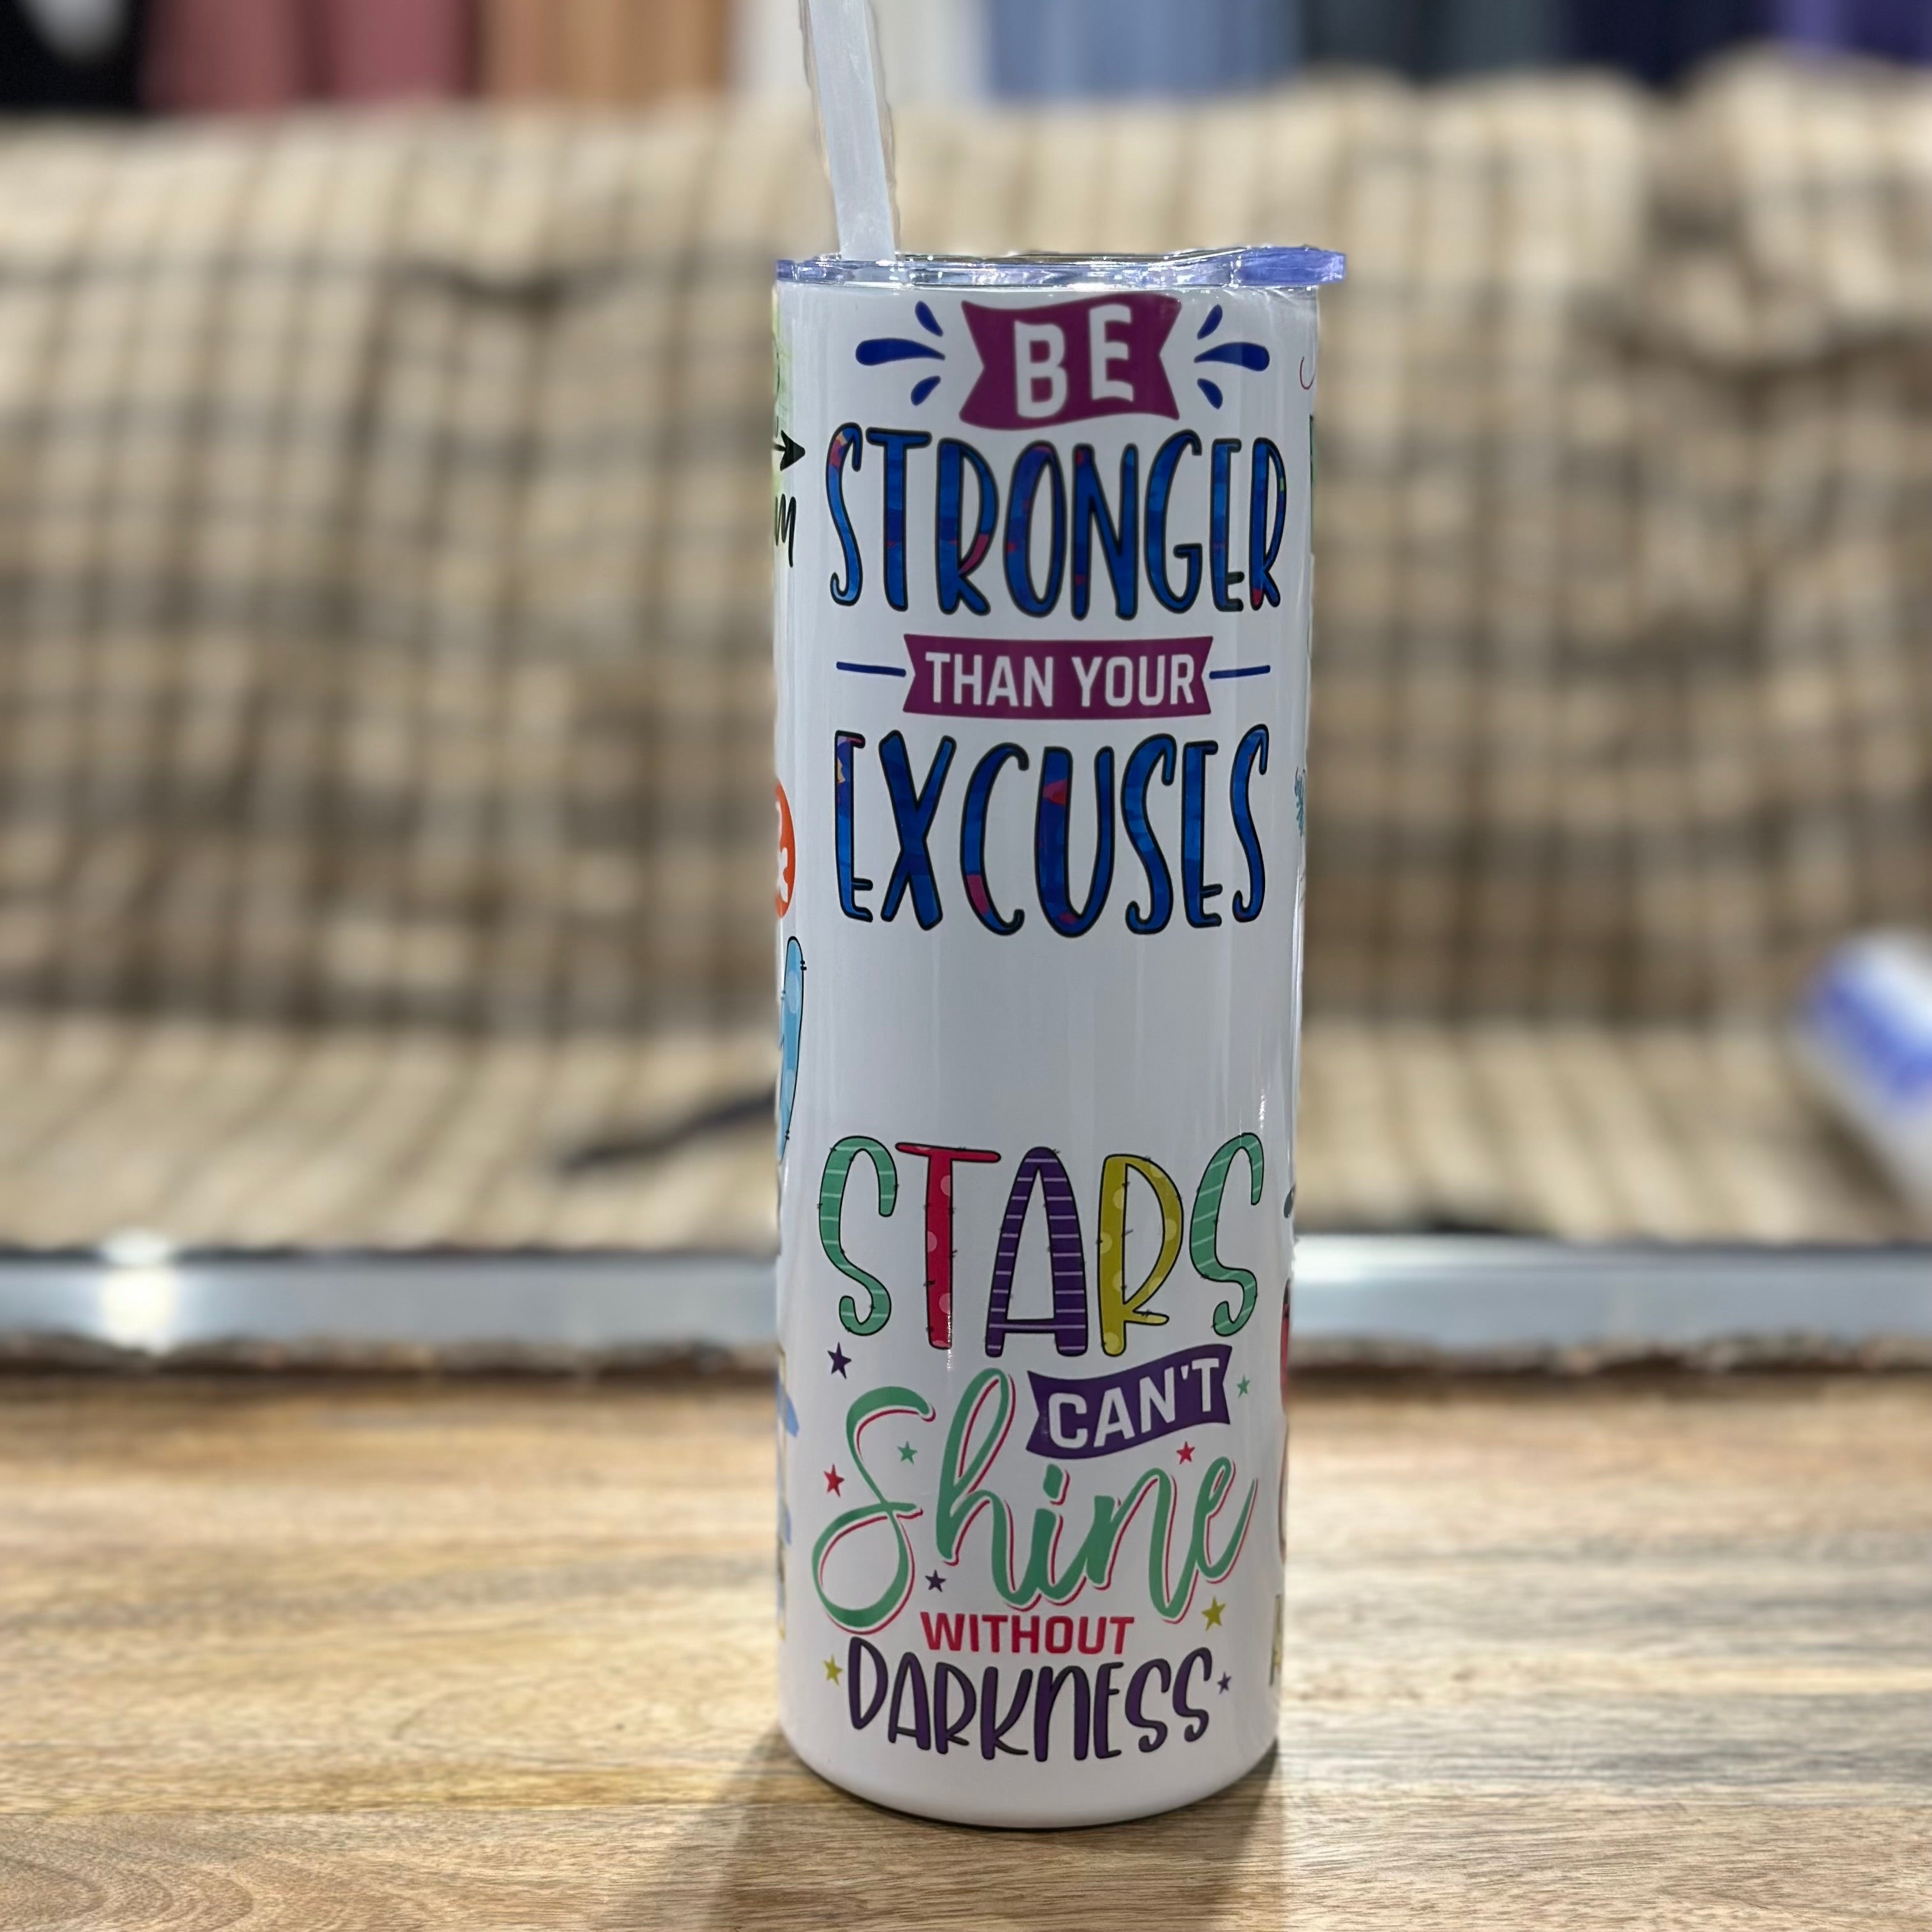 BE
STRONGER
THAN YOUR
EXCUSES
STARS
CAN'T
Shine
WITHOUT
DARKNESS